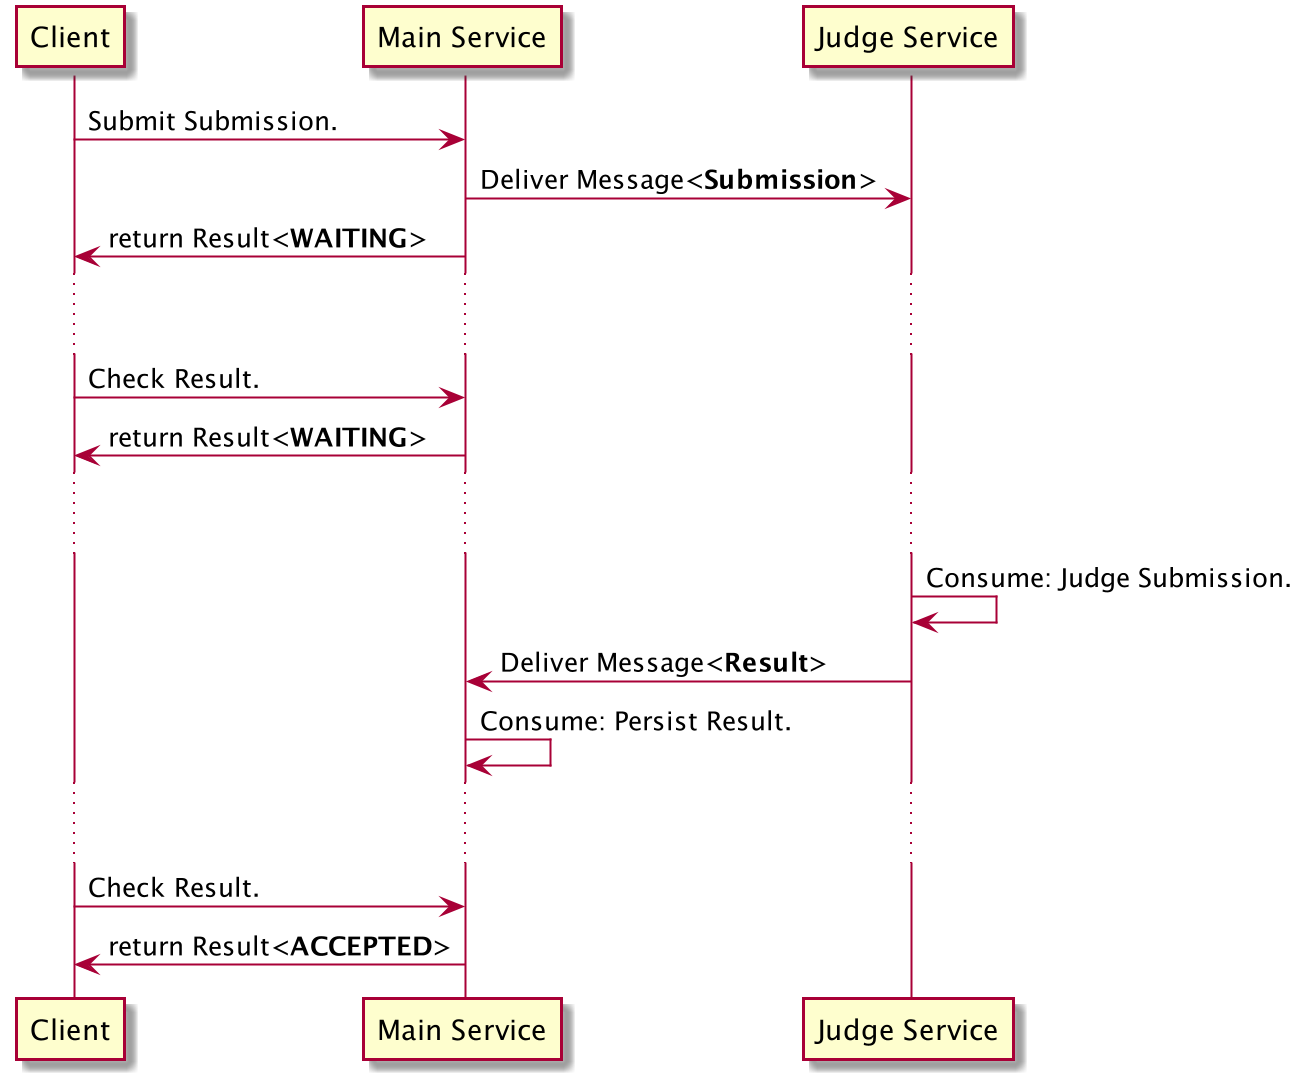 Client
Main Service
Judge Service
Submit Submission.
Deliver Message<Submission>
return Result<WAITING>
Check Result.
return Result<WAITING>
Consume: Judge Submission.
Deliver Message<Result>
Consume: Persist Result.
Check Result.
return Result<ACCEPTED>
Client
Main Service
Judge Service